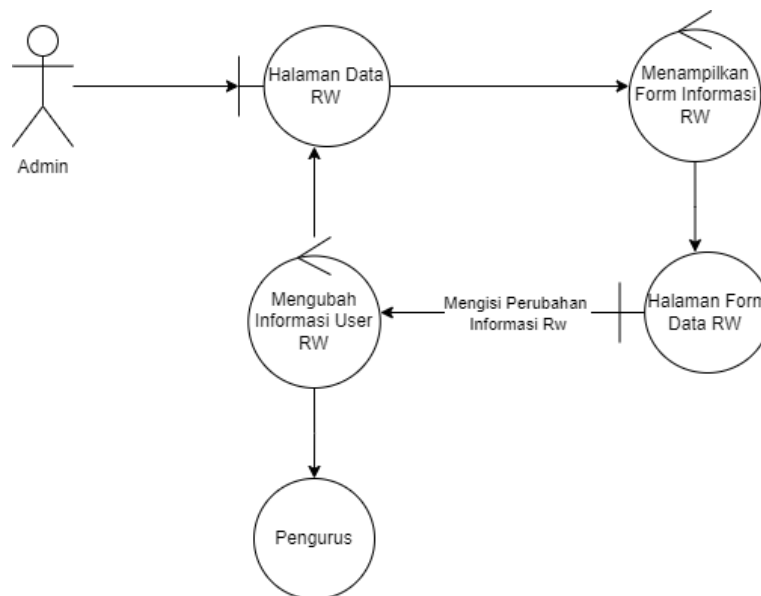 Halaman Data
RW
Menampilkan
Form Informasi
RW
Admin
Mengubah
Informasi User
RW
Mengisi Perubahan
Informasi Rw
Halaman Form
Data RW
Pengurus